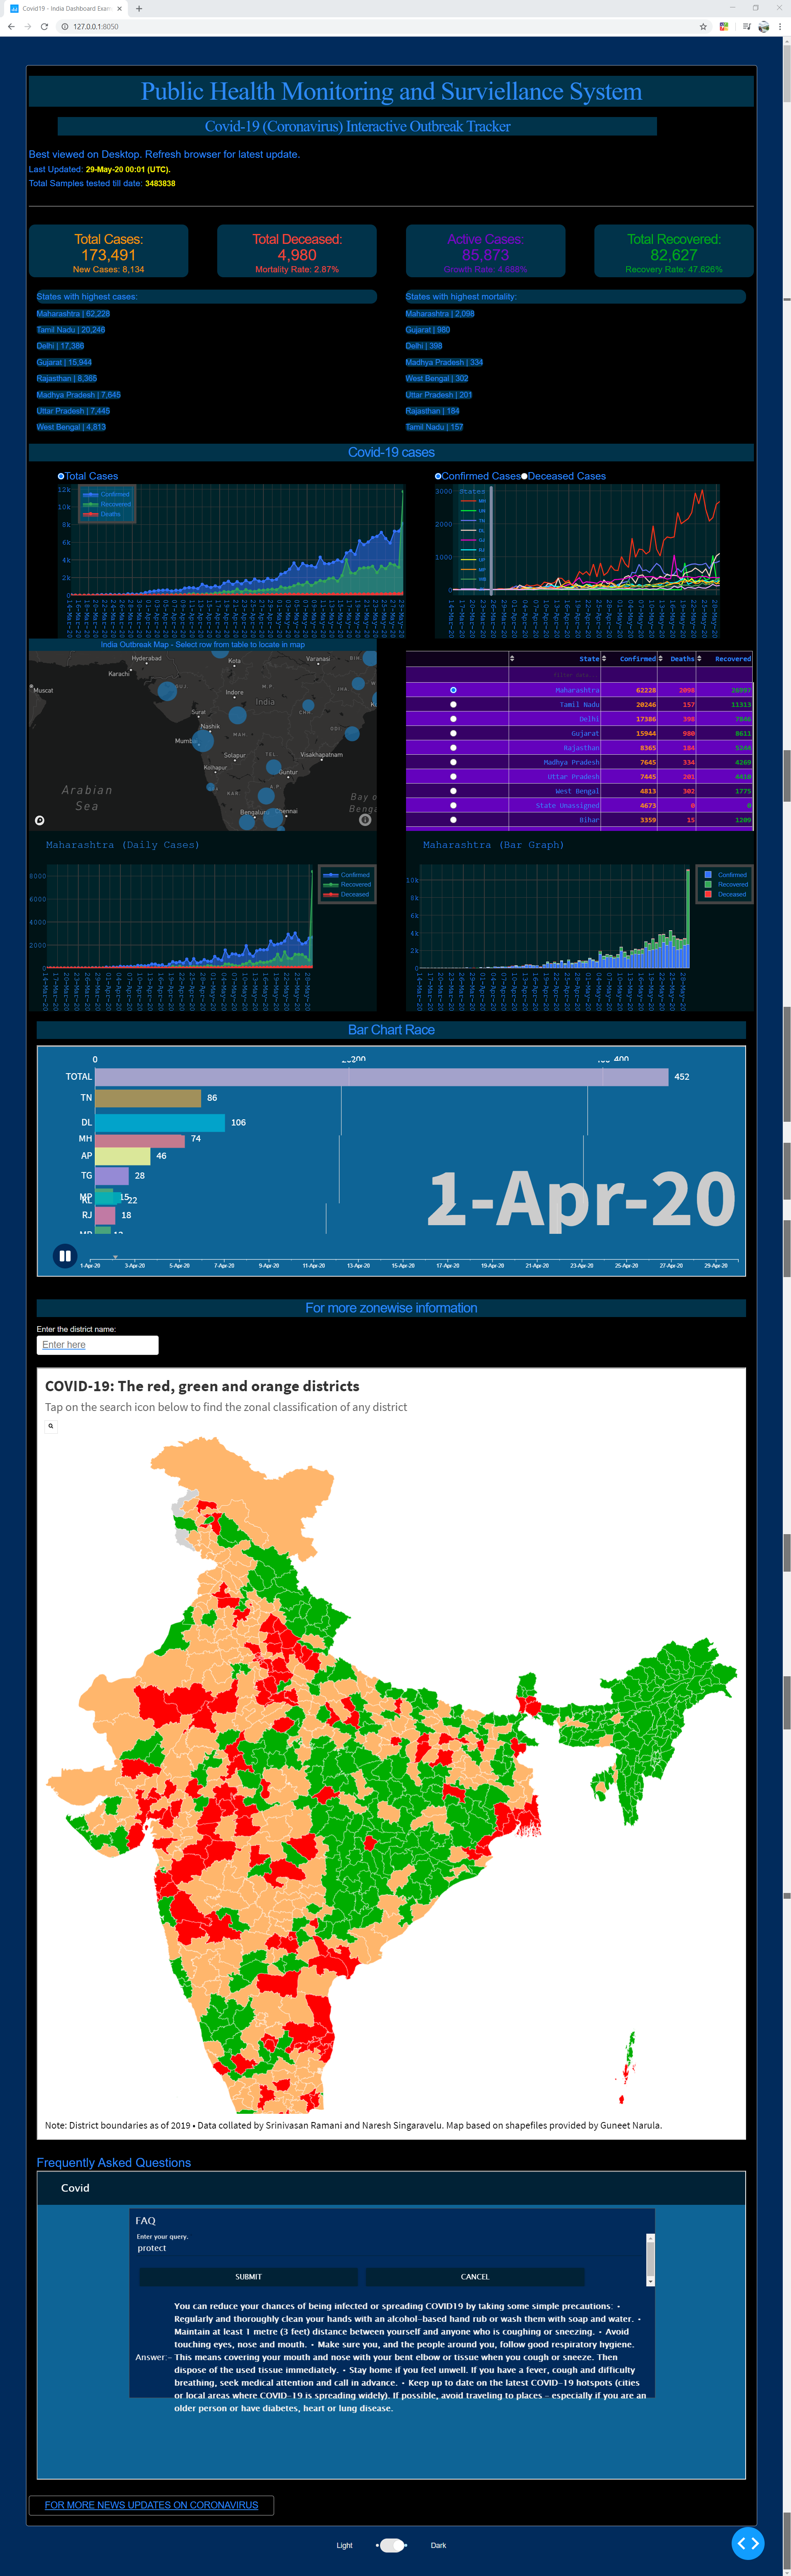 Covid19 - India Dashboard Exam
127.0.0.1:8050
Public Health Monitoring and Surviellance System
Covid-19 (Coronavirus) Interactive Outbreak Tracker
Best viewed on Desktop. Refresh browser for latest update.
Last Updated: 29-May-20 00:01 (UTC).
Total Samples tested till date: 3483838
Total Cases:
173,491
New Cases: 8,134
Total Deceased:
4,980
Mortality Rate: 2.87%
Active Cases:
85,873
Total Recovered:
82,627
Recovery Rate: 47.626%
States with highest cases:
Maharashtra | 62,228
Tamil Nadu | 20,246
Delhi | 17,386
Gujarat | 15,944
Rajasthan | 8,365
Madhya Pradesh | 7,645
Uttar Pradesh | 7,445
West Bengal | 4,813
States with highest mortality:
Maharashtra | 2,098
Gujarat | 980
Delhi | 398
Madhya Pradesh | 334
West Bengal | 302
Uttar Pradesh | 201
Rajasthan | 184
Tamil Nadu | 157
Covid-19 cases
Total Cases
Confirmed
Recovered
Deaths
12k
10k
8k
6k
4k
2k
0
Confirmed Cases Deceased Cases
States
3000
2000
1000
0
India Outbreak Map - Select row from table to locate in map
Hyderabad
Karachi
Muscat
Kota
Varanasi
Indore
India
Surat
Nashik
Mumb
Solapur
Visakhapatnam
Kolhapur
Guntur
Arabian
Sea
Bengaluru
Chennai
Bay o
Beng
State Confirmed Deaths Recovered
Maharashtra 62228 2098 26997
Tamil Nadu 20246 157 11313
Delhi 17386 398 7846
Gujarat 15944 980 8611
Rajasthan 8365 184 5244
Madhya Pradesh 7645 334 4269
Uttar Pradesh 7445 201 4410
West Bengal 4813 302 1775
State Unassigned 4673 0 0
Bihar 3359 15 1209
Maharashtra (Daily Cases)
Confirmed
Recovered
Deceased
8000
6000
4000
2000
0
Maharashtra (Bar Graph)
Confirmed
Recovered
Deceased
10k
8k
6k
4k
2k
0
Bar Chart Race
0 200 400
TOTAL 452
TN 86
DL 106
MH 74
AP 46
TG 28
MP 15
KL 22
RJ 18
1-Apr-20
1-Apr-20 3-Apr-20 5-Apr-20 7-Apr-20 9-Apr-20 11-Apr-20 13-Apr-20 15-Apr-20 17-Apr-20 19-Apr-20 21-Apr-20 23-Apr-20 25-Apr-20 27-Apr-20 29-Apr-20
For more zonewise information
Enter the district name:
Enter here
COVID-19: The red, green and orange districts
Tap on the search icon below to find the zonal classification of any district
Note: District boundaries as of 2019 • Data collated by Srinivasan Ramani and Naresh Singaravelu. Map based on shapefiles provided by Guneet Narula.
Frequently Asked Questions
Covid
FAQ
Enter your query.
protect
SUBMIT CANCEL
Answer:-
You can reduce your chances of being infected or spreading COVID19 by taking some simple precautions: •
Regularly and thoroughly clean your hands with an alcohol-based hand rub or wash them with soap and water. •
Maintain at least 1 metre (3 feet) distance between yourself and anyone who is coughing or sneezing. • Avoid
touching eyes, nose and mouth. • Make sure you, and the people around you, follow good respiratory hygiene.
This means covering your mouth and nose with your bent elbow or tissue when you cough or sneeze. Then
dispose of the used tissue immediately. • Stay home if you feel unwell. If you have a fever, cough and difficulty
breathing, seek medical attention and call in advance. • Keep up to date on the latest COVID-19 hotspots (cities
or local areas where COVID-19 is spreading widely). If possible, avoid traveling to places - especially if you are an
older person or have diabetes, heart or lung disease.
FOR MORE NEWS UPDATES ON CORONAVIRUS
Light Dark